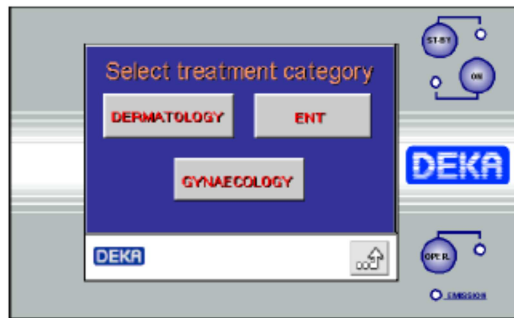 Select treatment category
DERMATOLOGY
ENT
GYNAECOLOGY
DEKA
ST-BY
ON
DEKA
OPER.
EMISSION